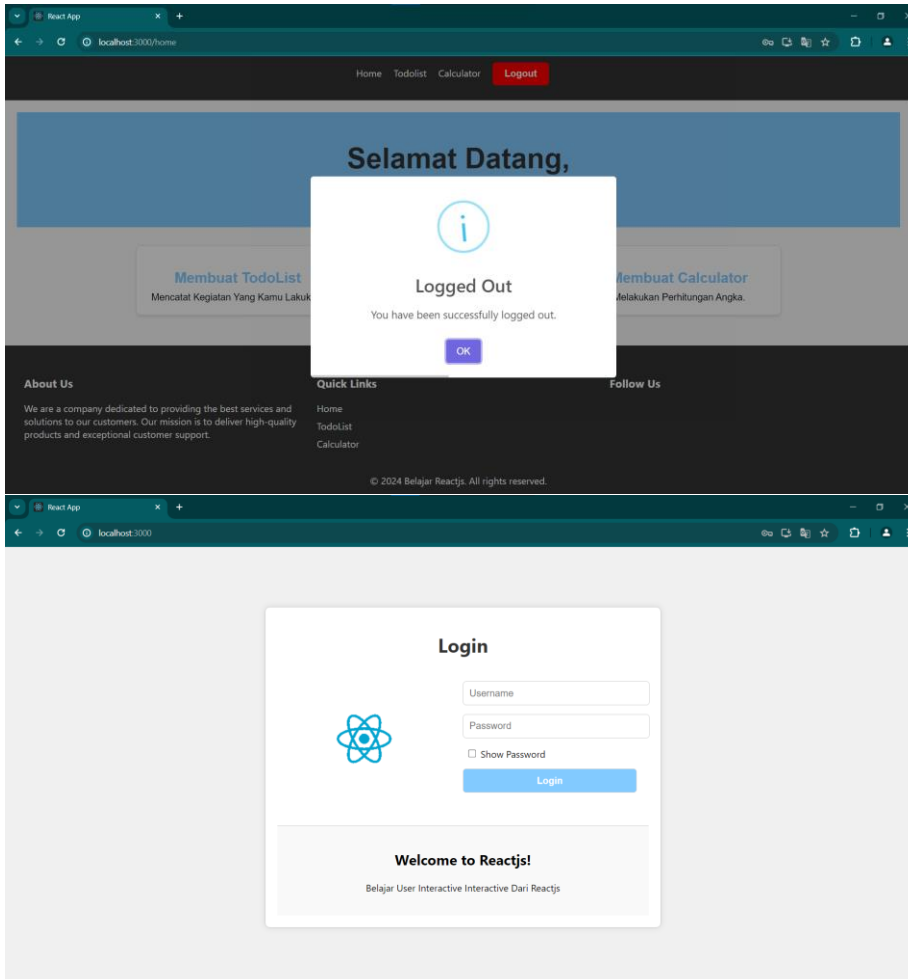 React App
localhost:3000/home
Home Todolist Calculator Logout
Selamat Datang,
i
Logged Out
You have been successfully logged out.
OK
Membuat TodoList
Mencatat Kegiatan Yang Kamu Lakuk
Membuat Calculator
Melakukan Perhitungan Angka.
About Us
We are a company dedicated to providing the best services and
solutions to our customers. Our mission is to deliver high-quality
products and exceptional customer support.
Quick Links
Home
TodoList
Calculator
Follow Us
© 2024 Belajar Reactjs. All rights reserved.
React App
localhost:3000
Login
Username
Password
Show Password
Login
Welcome to Reactjs!
Belajar User Interactive Interactive Dari Reactjs